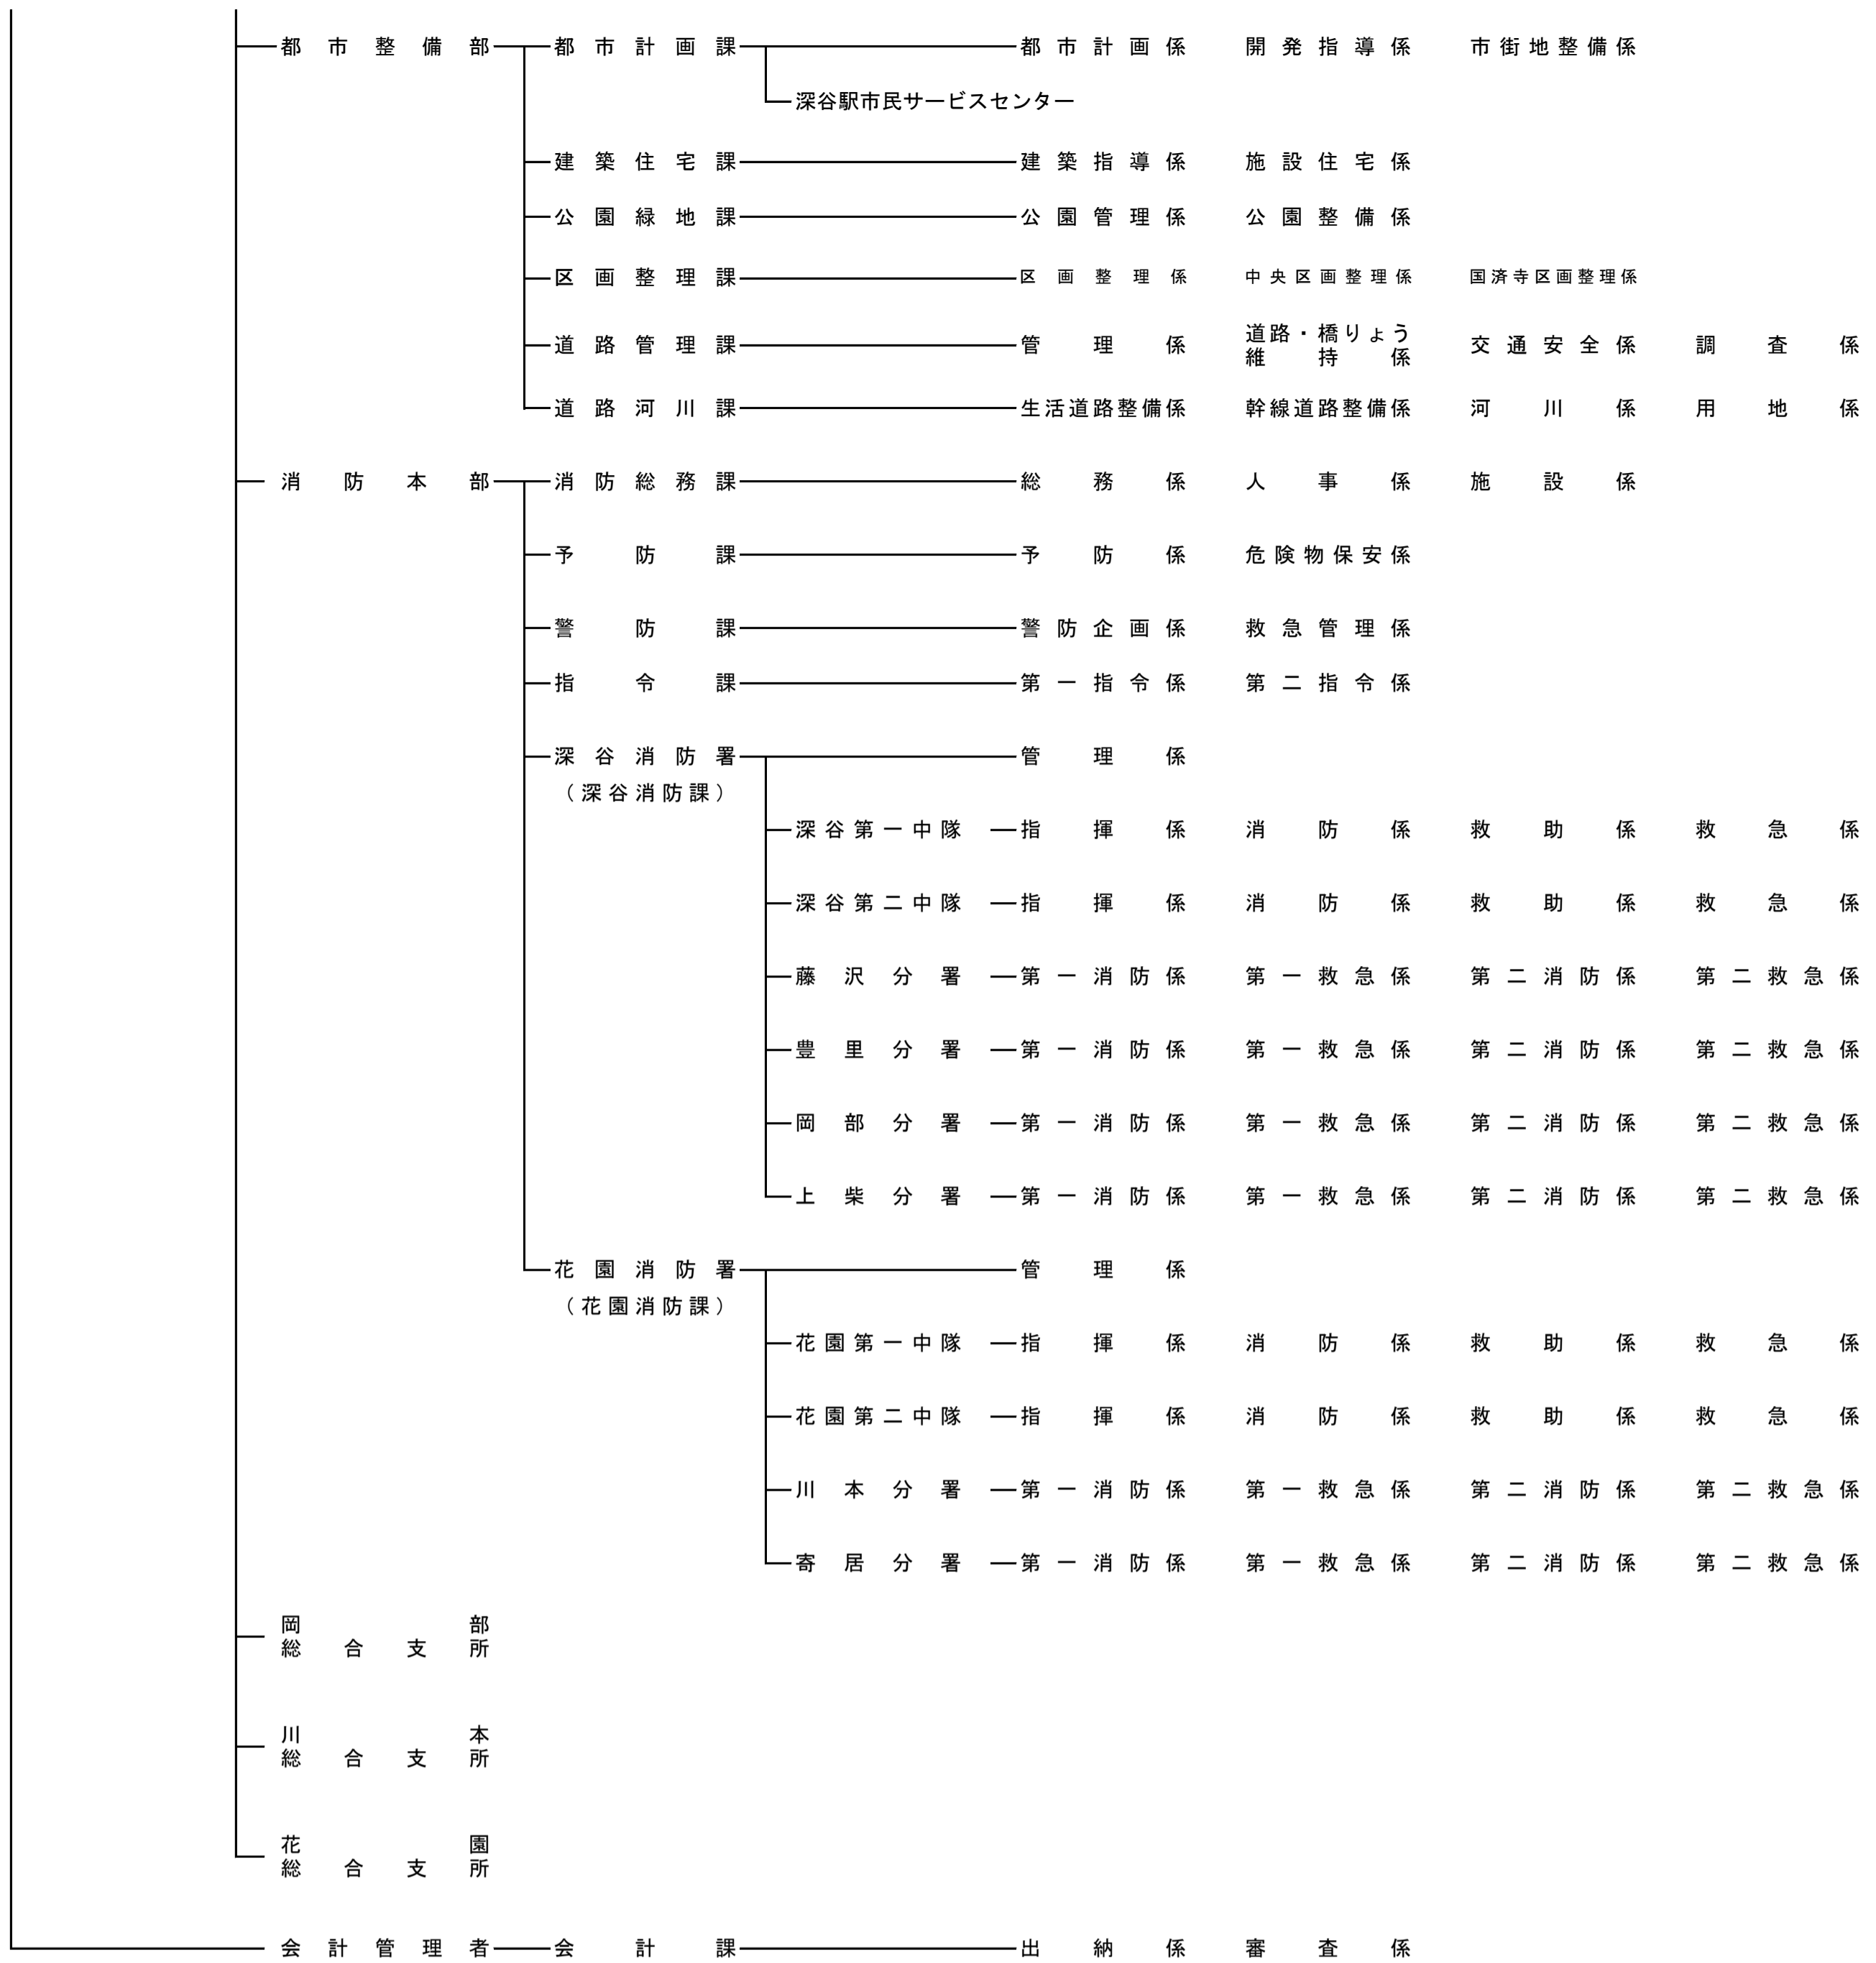 都市整備部 都市計画課 都市計画係 開発指導係 市街地整備係
深谷駅市民サービスセンター
建築住宅課 建築指導係 施設住宅係
公園緑地課 公園管理係 公園整備係
区画整理課 区画整理係 中央区画整理係 国済寺区画整理係
道路管理課 管理係 道路・橋りょう維持係 交通安全係 調査係
道路河川課 生活道路整備係 幹線道路整備係 河川係 用地係
消防本部 消防総務課 総務係 人事係 施設係
予防課 予防係 危険物保安係
警防課 警防企画係 救急管理係
指令課 第一指令係 第二指令係
深谷消防署 管理係
（深谷消防課）
深谷第一中隊 指揮係 消防係 救助係 救急係
深谷第二中隊 指揮係 消防係 救助係 救急係
藤沢分署 第一消防係 第一救急係 第二消防係 第二救急係
豊里分署 第一消防係 第一救急係 第二消防係 第二救急係
岡部分署 第一消防係 第一救急係 第二消防係 第二救急係
上柴分署 第一消防係 第一救急係 第二消防係 第二救急係
花園消防署 管理係
（花園消防課）
花園第一中隊 指揮係 消防係 救助係 救急係
花園第二中隊 指揮係 消防係 救助係 救急係
川本分署 第一消防係 第一救急係 第二消防係 第二救急係
寄居分署 第一消防係 第一救急係 第二消防係 第二救急係
岡部
総合支所
川本
総合支所
花園
総合支所
会計管理者 会計課 出納係 審査係